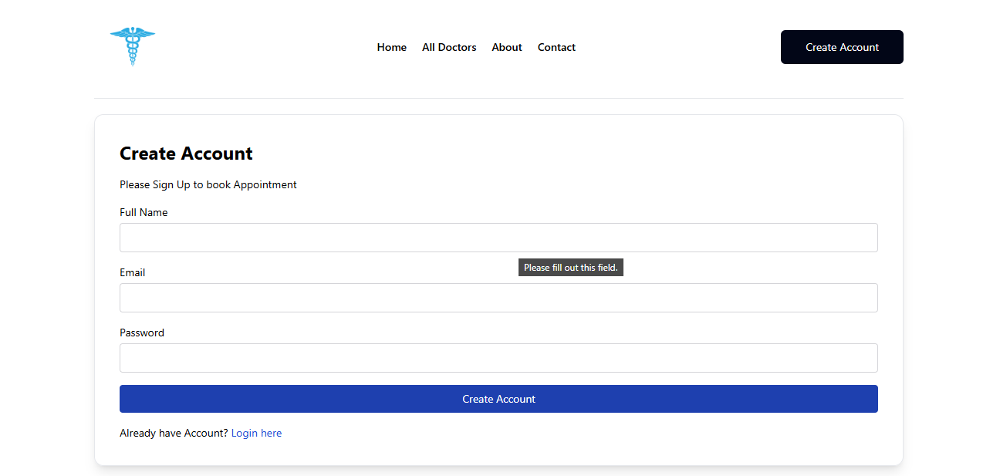 Home All Doctors About Contact Create Account
Create Account
Please Sign Up to book Appointment
Full Name
Please fill out this field.
Email
Password
Create Account
Already have Account? Login here